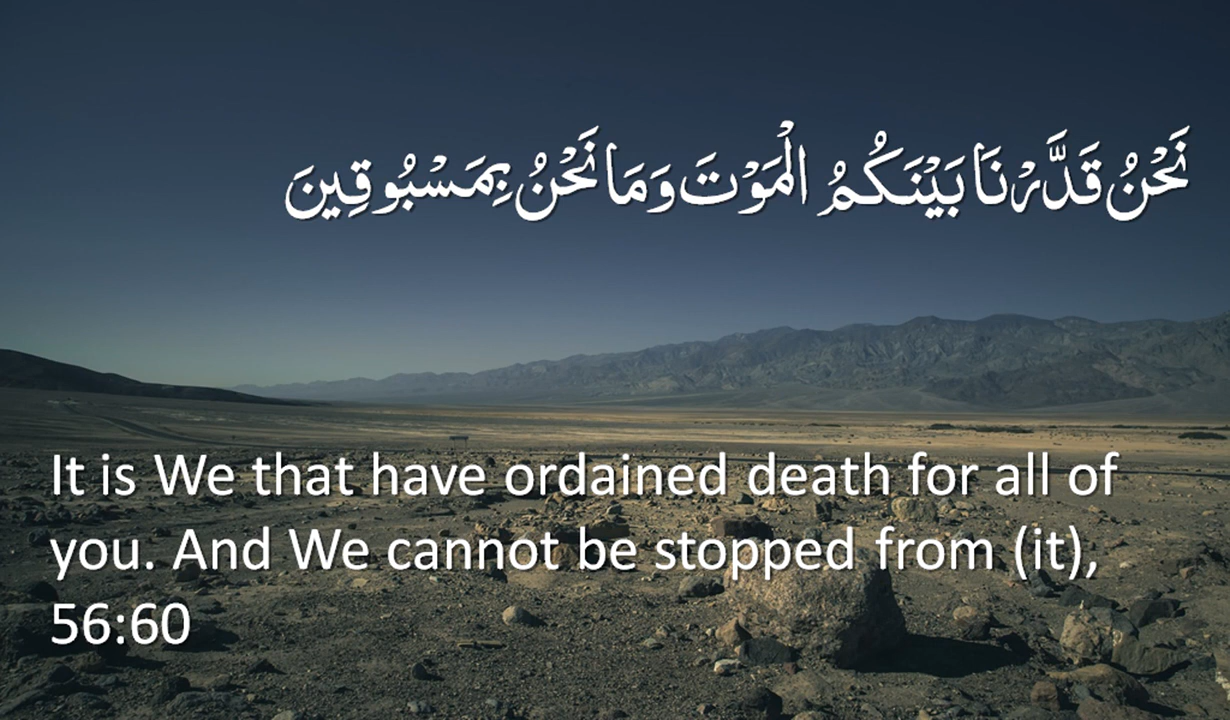 نَحْنُ قَدَّرْنَا بَيْنَكُمُ الْمَوْتَ وَمَا نَحْنُ بِمَسْبُوقِينَ
It is We that have ordained death for all of
you. And We cannot be stopped from (it),
56:60